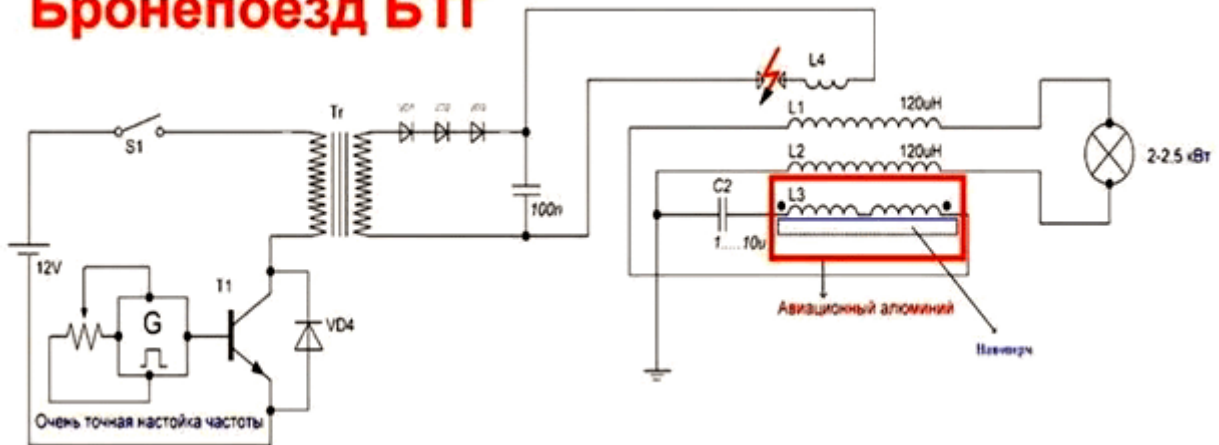 Бронепоезд БТГ
L4
Tr
L1
120uH
S1
L2
120uH
2-2.5 кВт
C2
L3
100n
1.....10u
12V
T1
G
VD4
Авиационный алюминий
Очень точная настойка частоты